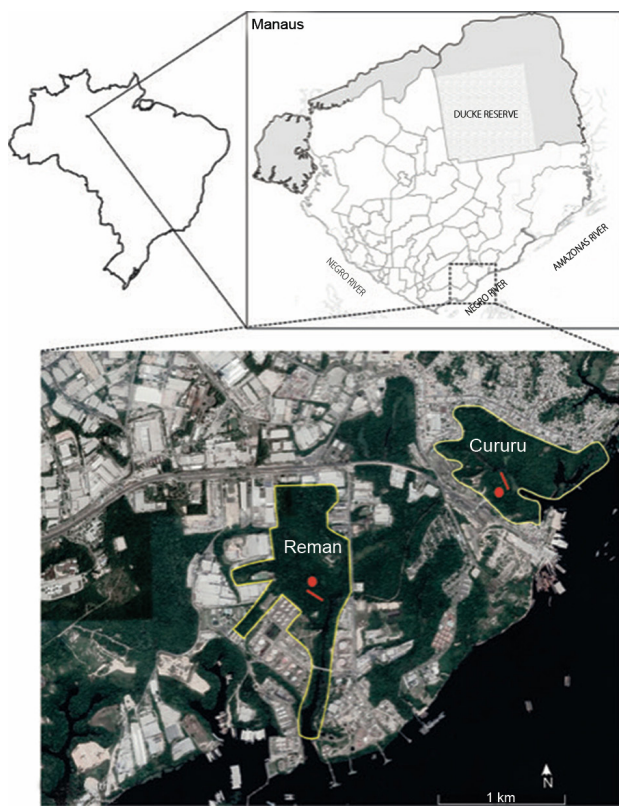 Manaus
DUCKE RESERVE
NEGRO RIVER
NEGRO RIVER
AMAZONAS RIVER
Cururu
Reman
N
1 km